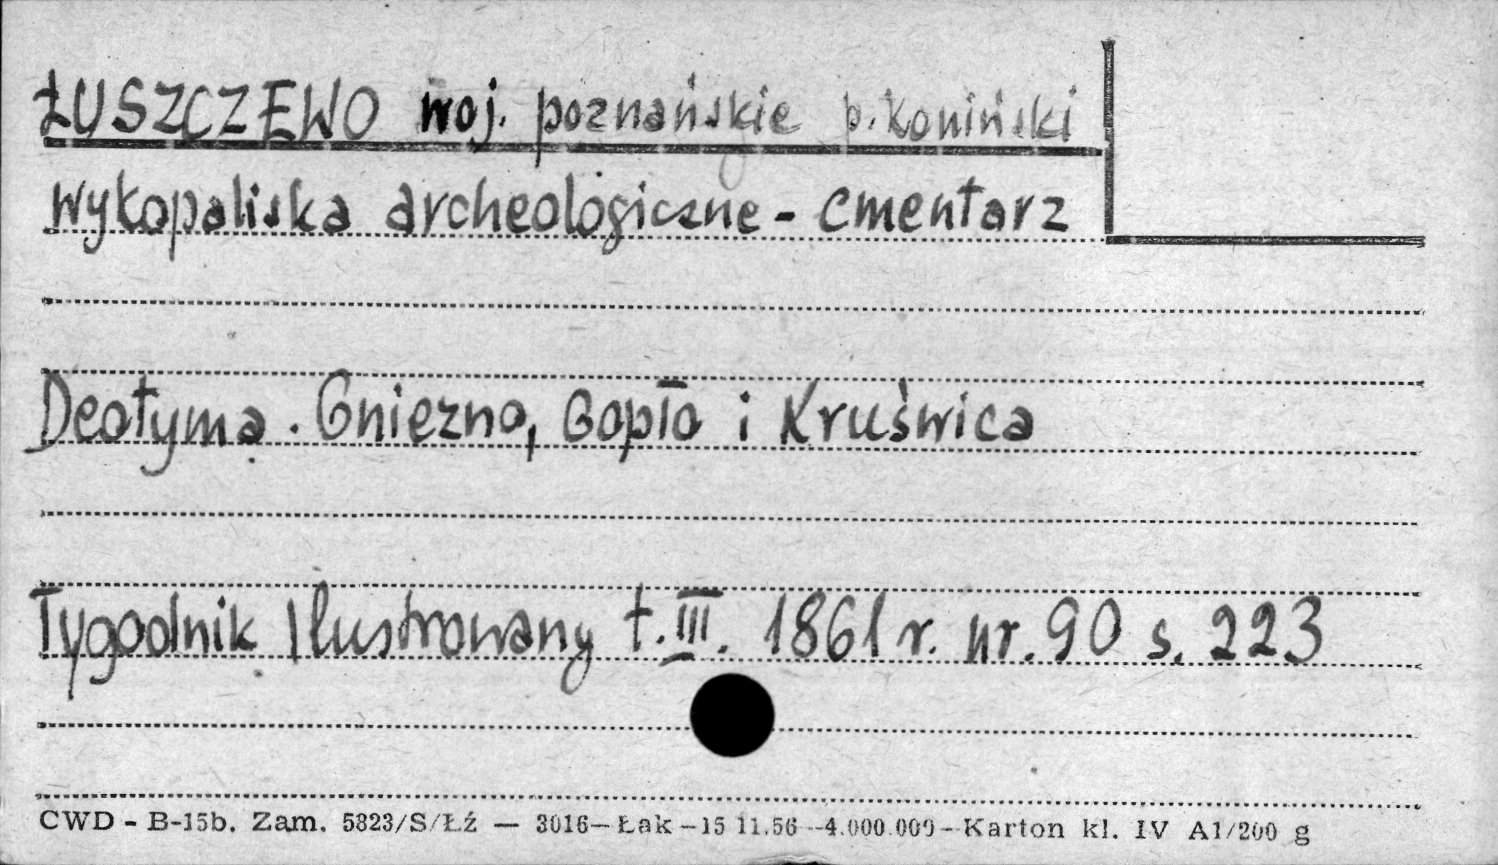 ŁUSZCZEWO woj. poznańskie p. Koniński
Wykopaliska archeologiczne - cmentarz
Deotyma. Gniezno, Gopło i Kruświca
Tygodnik Ilustrowany t. III. 1861 r. nr. 90 s. 223
CWD - B-15b. Zam. 5823/S/Łź — 3016 — Łak — 15 11.56 - 4.000.000 - Karton kl. IV A1/200 g